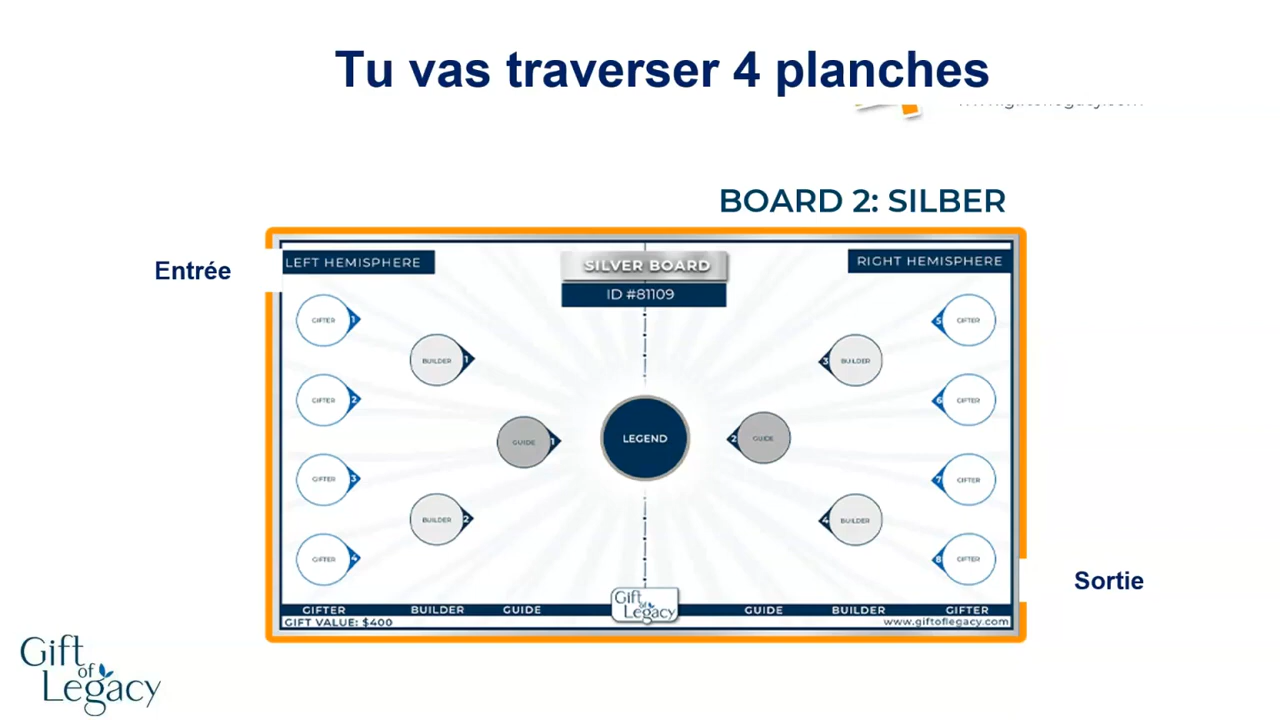 Tu vas traverser 4 planches
BOARD 2: SILBER
Entrée
LEFT HEMISPHERE
SILVER BOARD
RIGHT HEMISPHERE
ID #81109
GIFTER 1
5 GIFTER
BUILDER 1
3 BUILDER
GIFTER 2
6 GIFTER
GUIDE 1
LEGEND
2 GUIDE
GIFTER 3
7 GIFTER
BUILDER 2
4 BUILDER
GIFTER 4
8 GIFTER
Sortie
Gift of Legacy
GIFTER BUILDER GUIDE
GUIDE BUILDER GIFTER
GIFT VALUE: $400
www.giftoflegacy.com
Gift
of
Legacy